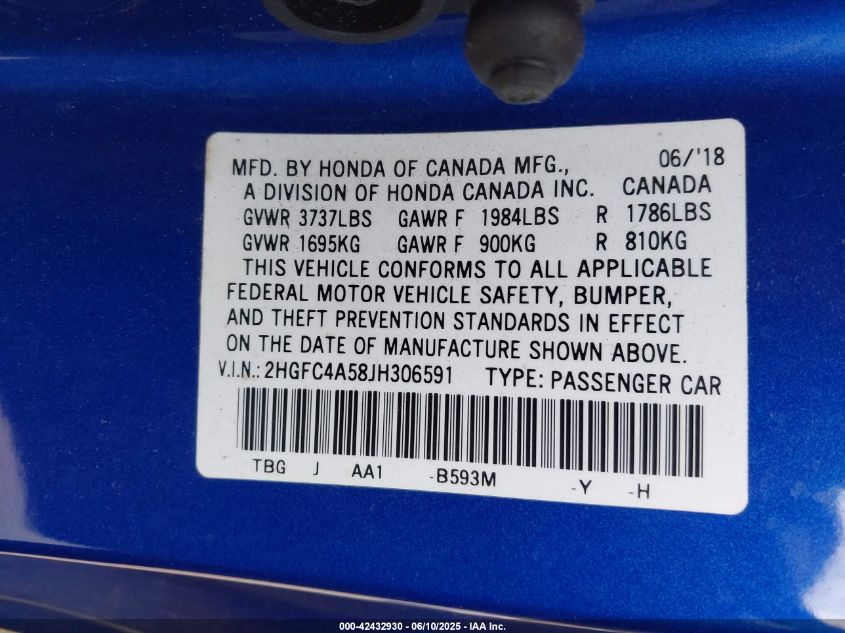 MFD. BY HONDA OF CANADA MFG., 06/'18
A DIVISION OF HONDA CANADA INC. CANADA
GVWR 3737LBS GAWR F 1984LBS R 1786LBS
GVWR 1695KG GAWR F 900KG R 810KG
THIS VEHICLE CONFORMS TO ALL APPLICABLE
FEDERAL MOTOR VEHICLE SAFETY, BUMPER,
AND THEFT PREVENTION STANDARDS IN EFFECT
ON THE DATE OF MANUFACTURE SHOWN ABOVE.
V.I.N.: 2HGFC4A58JH306591 TYPE: PASSENGER CAR
TBG J AA1 -B593M -Y -H
000-42432930 - 06/10/2025 - IAA Inc.